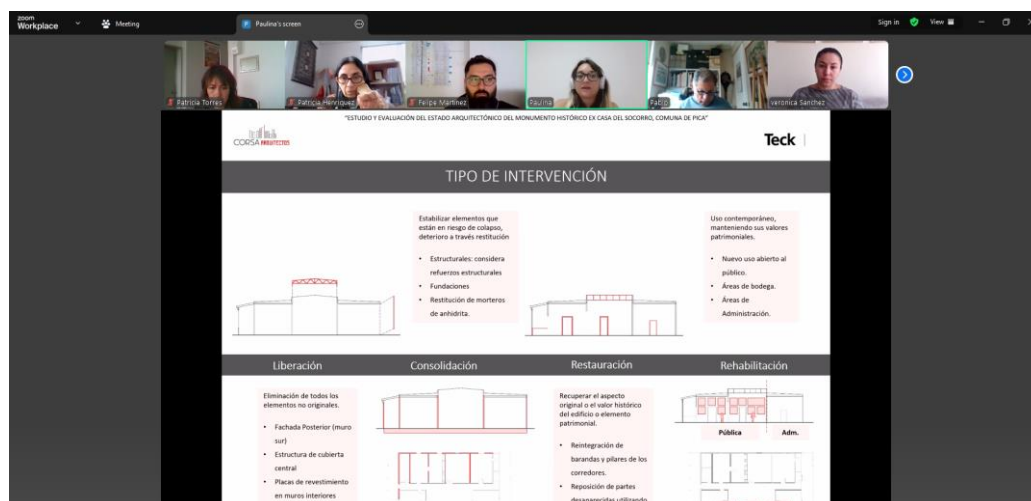 zoom
Workplace
Meeting
P Paulina's screen
Sign in
View
Patricia Torres
Patricia Henriquez
Felipe Martinez
Paulina
Pablo
veronica Sanchez
"ESTUDIO Y EVALUACIÓN DEL ESTADO ARQUITECTÓNICO DEL MONUMENTO HISTÓRICO EX CASA DEL SOCORRO, COMUNA DE PICA"
CORSA ARQUITECTOS
Teck
TIPO DE INTERVENCIÓN
Estabilizar elementos que
están en riesgo de colapso,
deterioro a través restitución
• Estructurales: considera
refuerzos estructurales
• Fundaciones
• Restitución de morteros
de anhidrita.
Uso contemporáneo,
manteniendo sus valores
patrimoniales.
• Nuevo uso abierto al
público.
• Áreas de bodega.
• Áreas de
Administración.
Liberación
Consolidación
Restauración
Rehabilitación
Eliminación de todos los
elementos no originales.
• Fachada Posterior (muro
sur)
• Estructura de cubierta
central
• Placas de revestimiento
en muros interiores
Recuperar el aspecto
original o el valor histórico
del edificio o elemento
patrimonial.
• Reintegración de
barandas y pilares de los
corredores.
• Reposición de partes
desaparecidas utilizando
Pública
Adm.